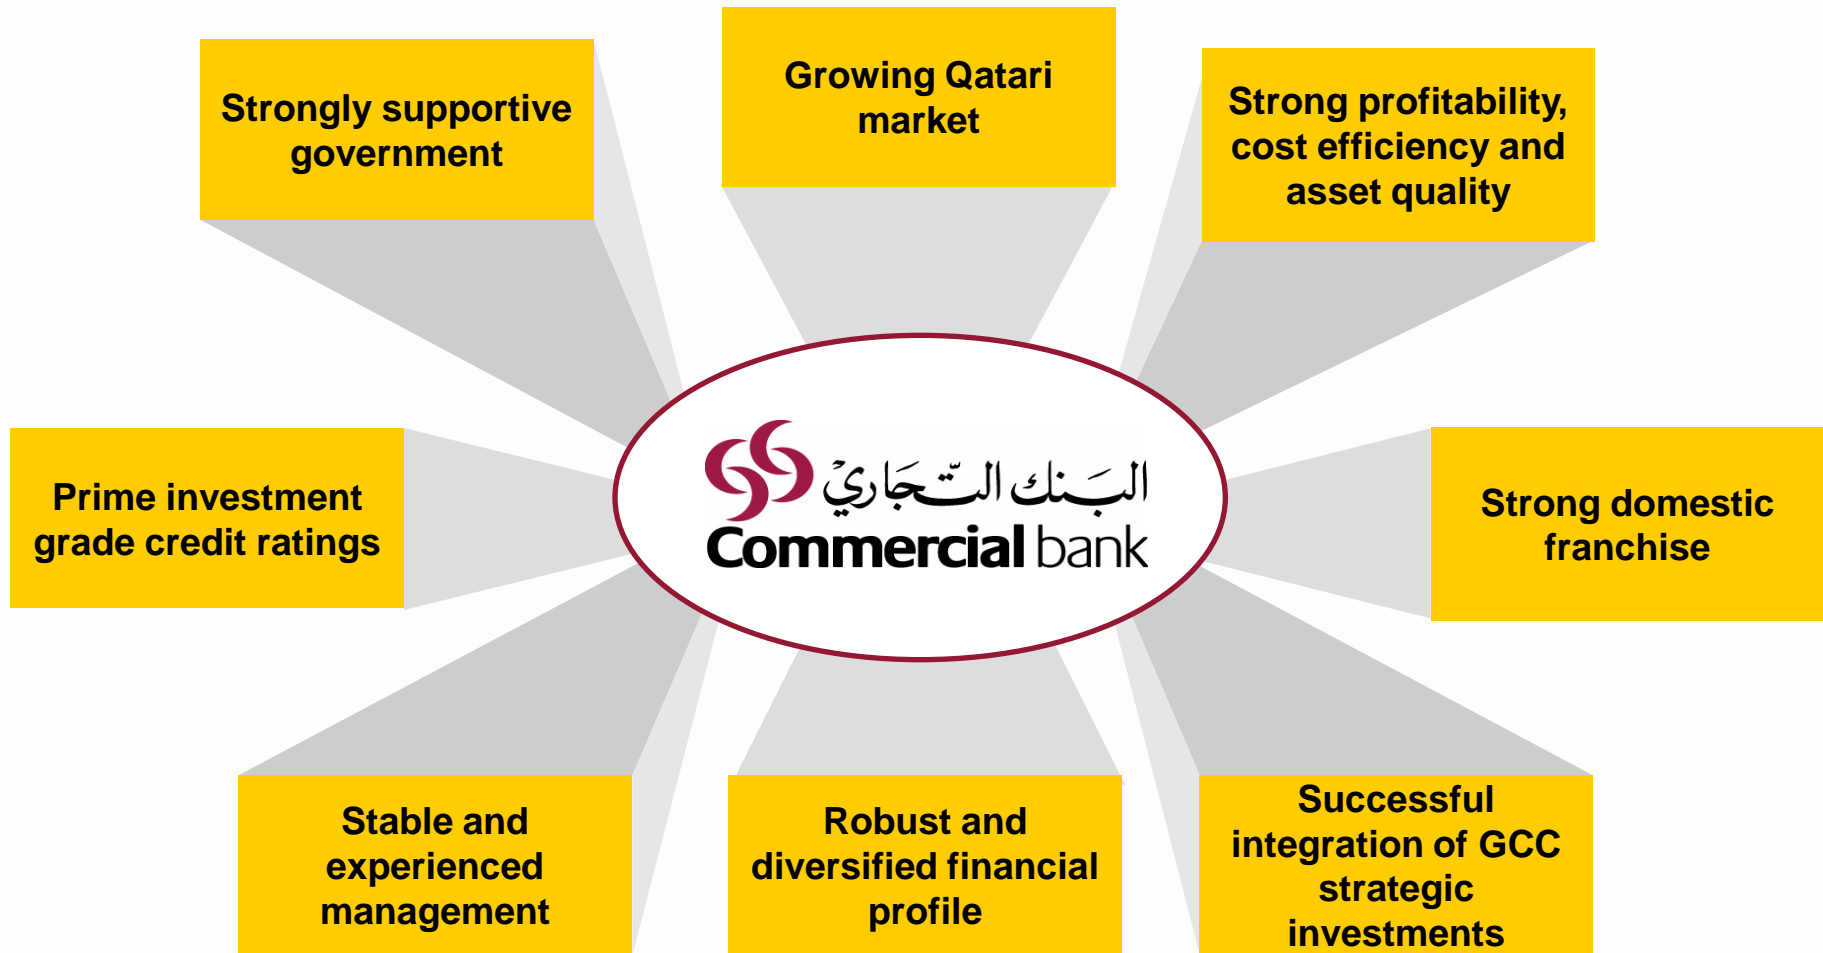 Strongly supportive
government
Growing Qatari
market
Strong profitability,
cost efficiency and
asset quality
Prime investment
grade credit ratings
البنك التجاري
Commercial bank
Strong domestic
franchise
Stable and
experienced
management
Robust and
diversified financial
profile
Successful
integration of GCC
strategic
investments